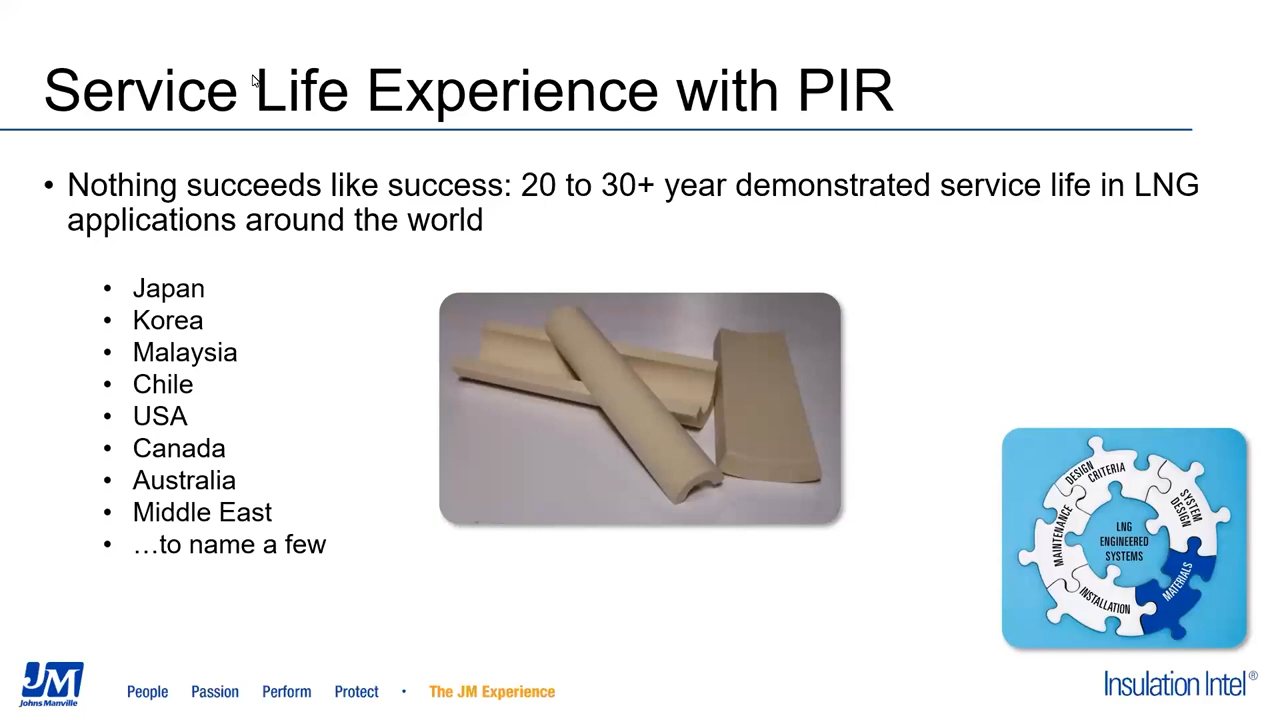 Service Life Experience with PIR
• Nothing succeeds like success: 20 to 30+ year demonstrated service life in LNG
applications around the world
• Japan
• Korea
• Malaysia
• Chile
• USA
• Canada
• Australia
• Middle East
• …to name a few
DESIGN
CRITERIA
SYSTEM
DESIGN
MATERIALS
INSTALLATION
MAINTENANCE
LNG
ENGINEERED
SYSTEMS
JM
Johns Manville
People Passion Perform Protect · The JM Experience
Insulation Intel®